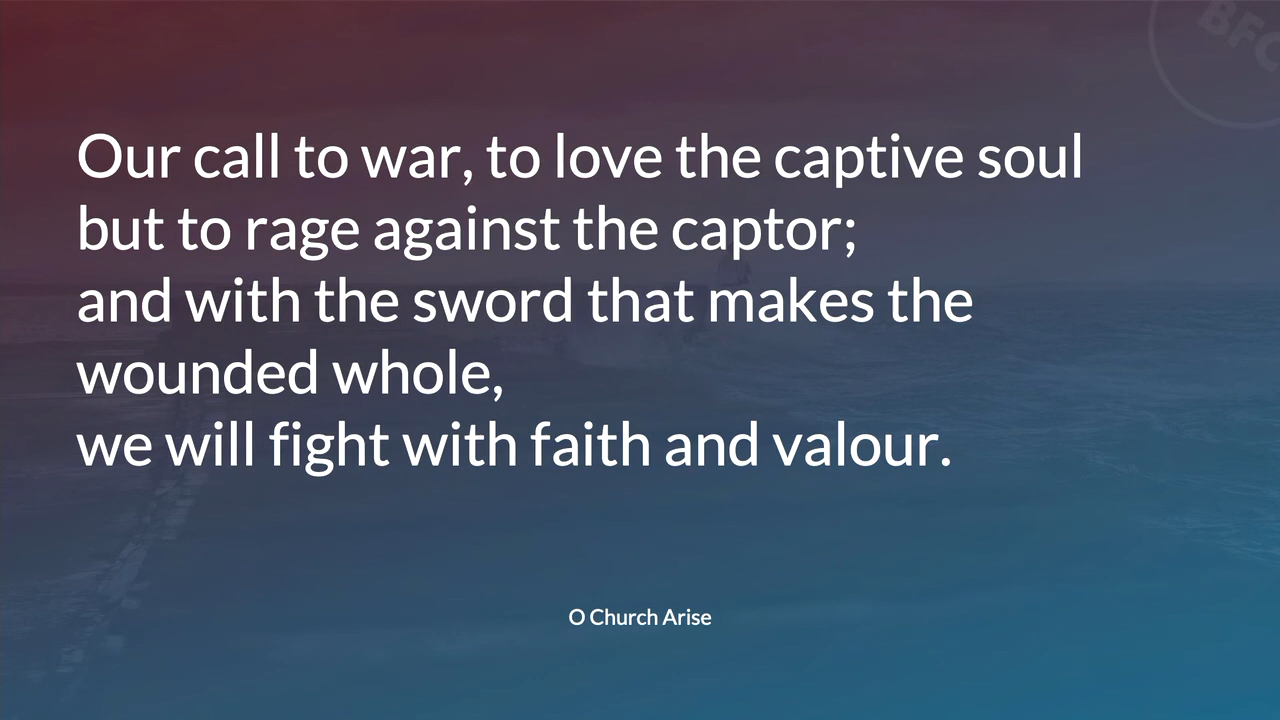 BFC
Our call to war, to love the captive soul
but to rage against the captor;
and with the sword that makes the
wounded whole,
we will fight with faith and valour.
O Church Arise